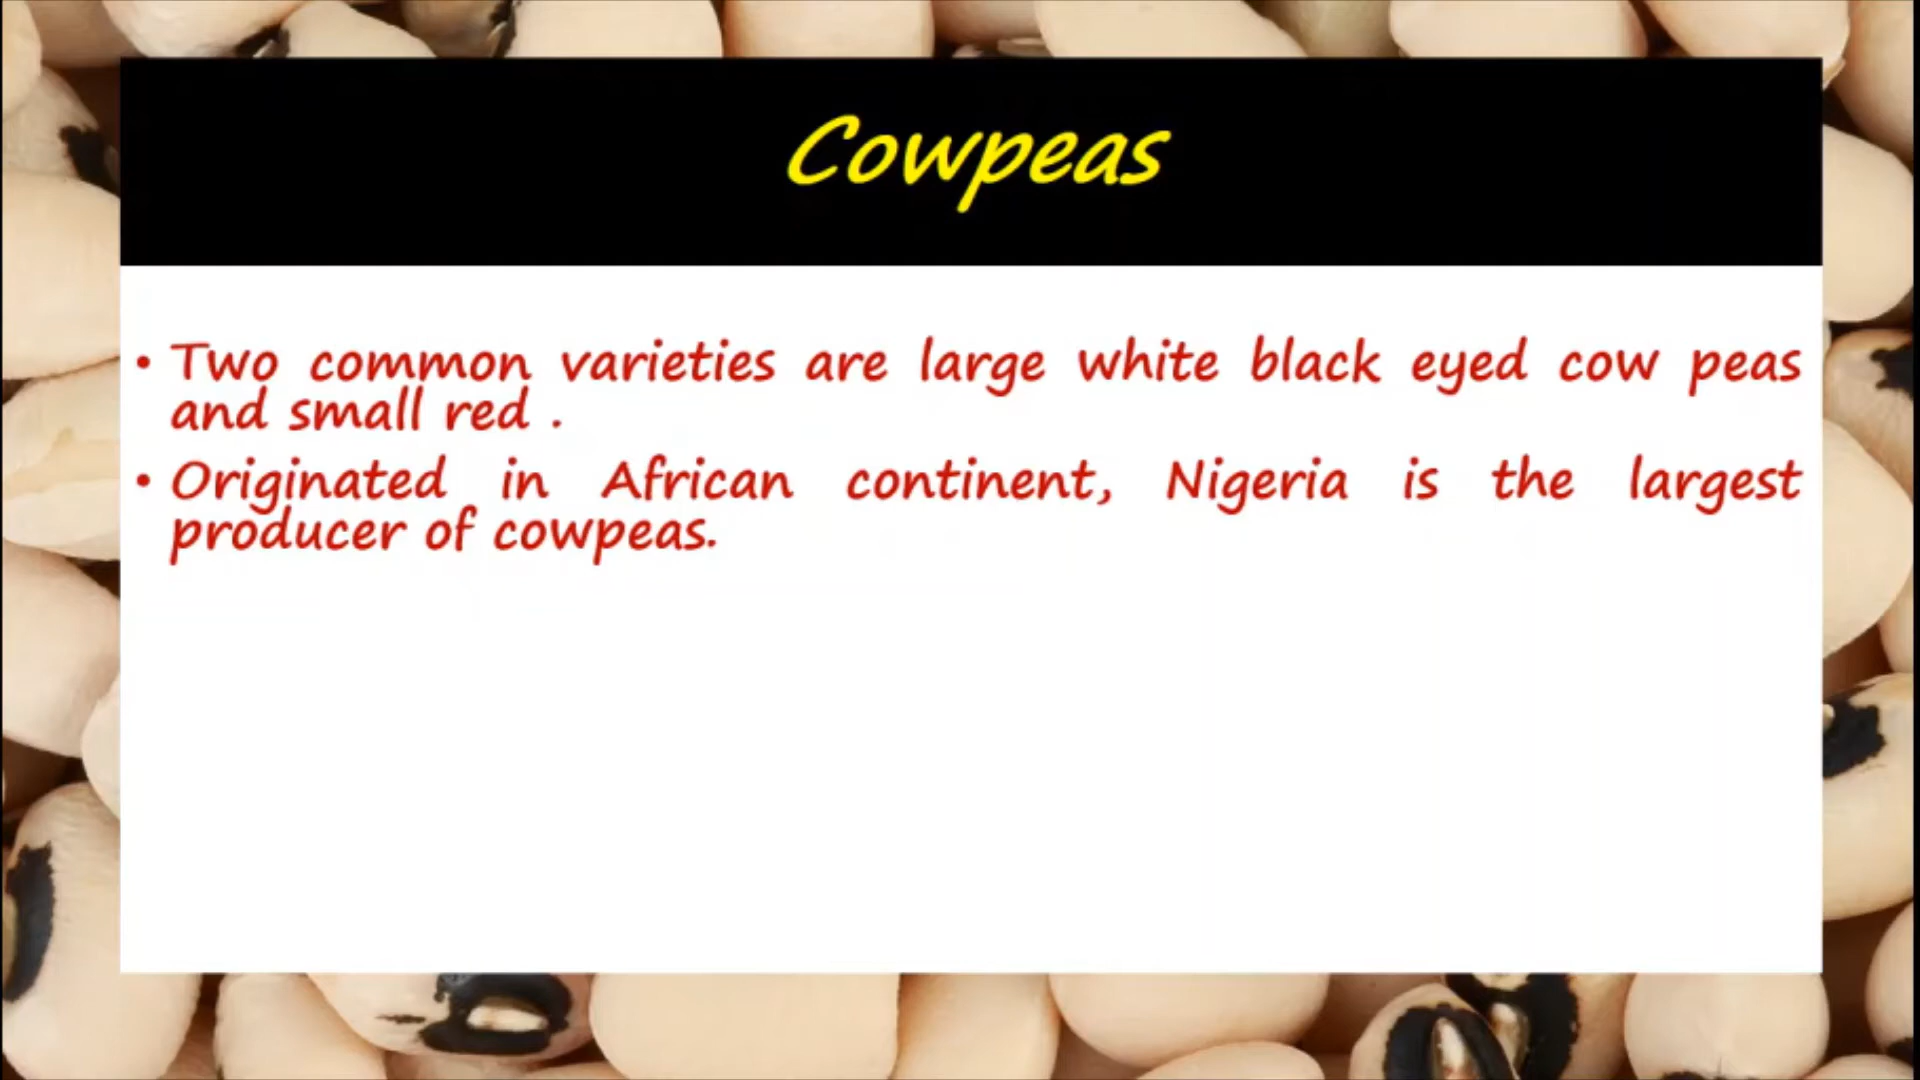 Cowpeas
• Two common varieties are large white black eyed cow peas
and small red .
• Originated in African continent, Nigeria is the largest
producer of cowpeas.